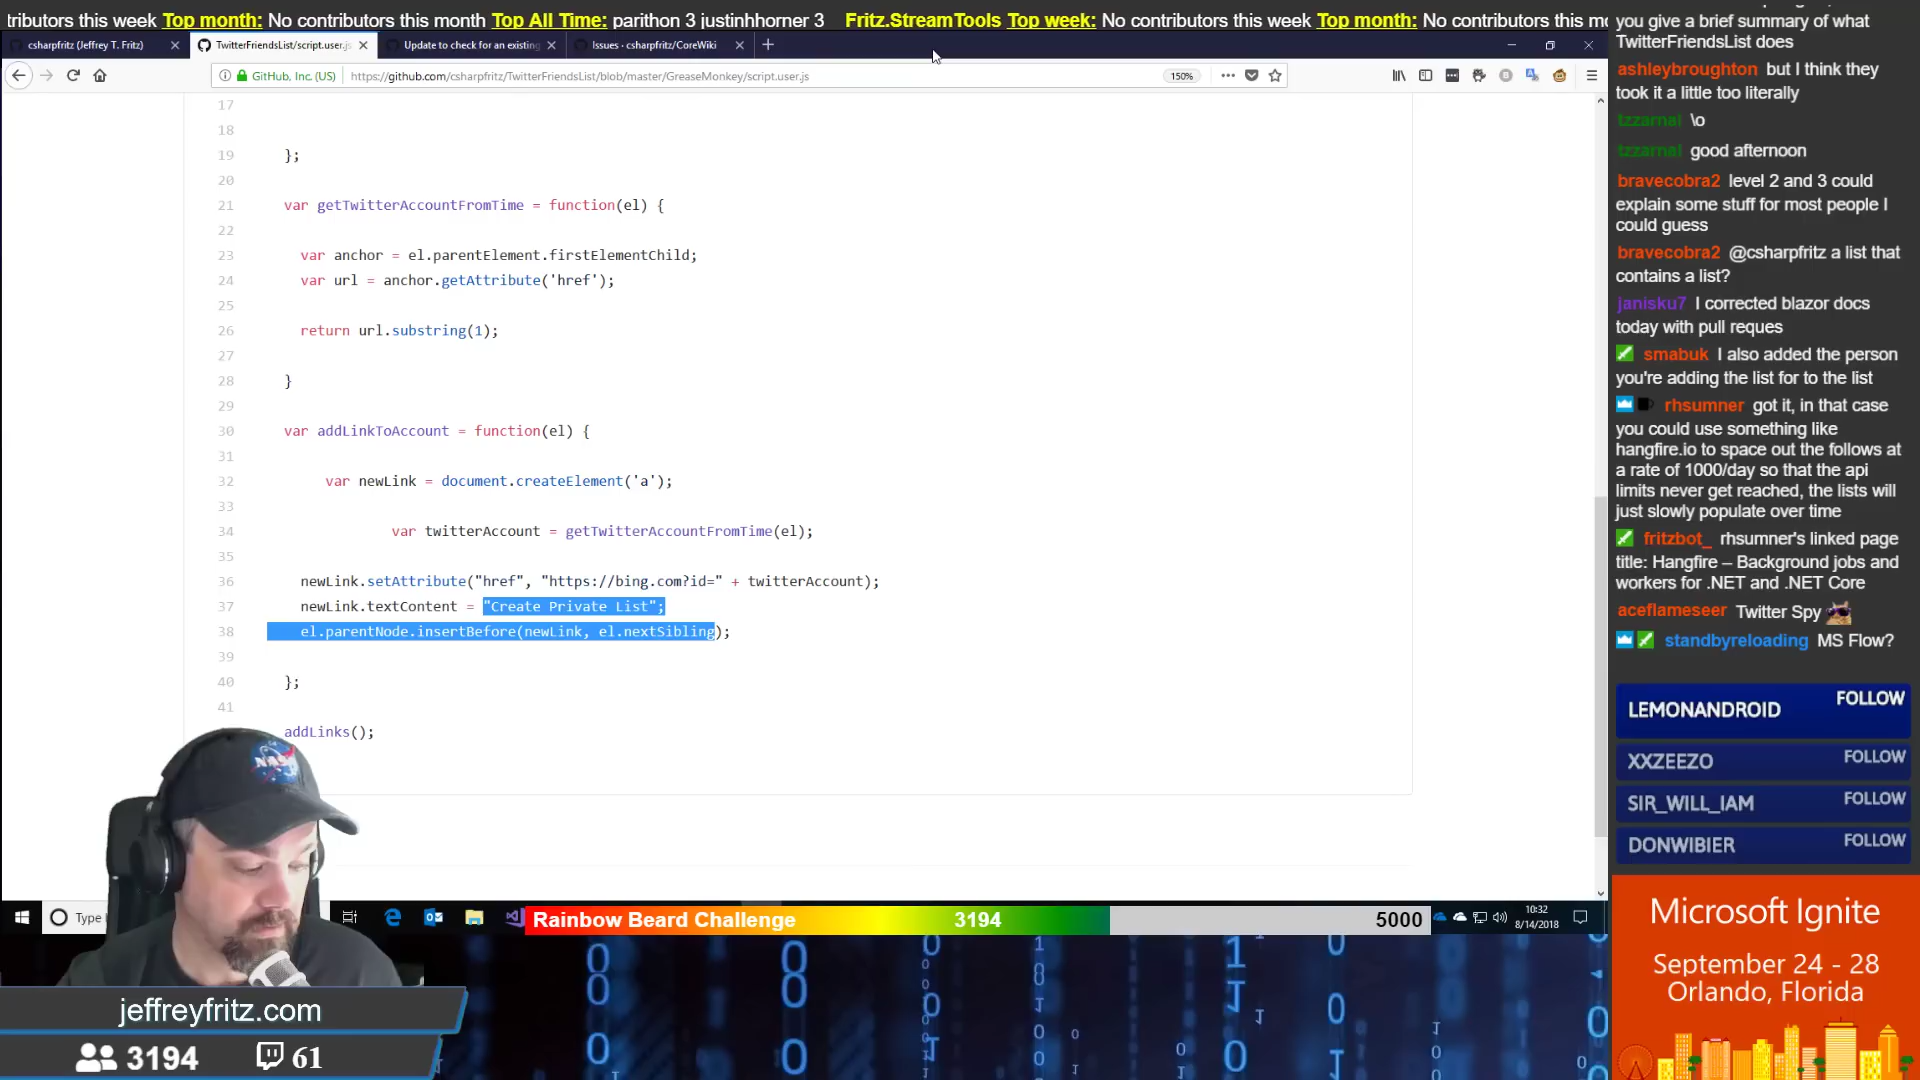 tributors this week Top month: No contributors this month Top All Time: parithon 3 justinhhorner 3 Fritz.StreamTools Top week: No contributors this week Top month: No contributors this mo
csharpfritz (Jeffrey T. Fritz)
TwitterFriendsList/script.user.js
Update to check for an existing
Issues · csharpfritz/CoreWiki
GitHub, Inc. (US)
https://github.com/csharpfritz/TwitterFriendsList/blob/master/GreaseMonkey/script.user.js
150%
17
18
19 };
20
21 var getTwitterAccountFromTime = function(el) {
22
23 var anchor = el.parentElement.firstElementChild;
24 var url = anchor.getAttribute('href');
25
26 return url.substring(1);
27
28 }
29
30 var addLinkToAccount = function(el) {
31
32 var newLink = document.createElement('a');
33
34 var twitterAccount = getTwitterAccountFromTime(el);
35
36 newLink.setAttribute("href", "https://bing.com?id=" + twitterAccount);
37 newLink.textContent = "Create Private List";
38 el.parentNode.insertBefore(newLink, el.nextSibling);
39
40 };
41
addLinks();
NASA
Type
Rainbow Beard Challenge 3194 5000
10:32
8/14/2018
jeffreyfritz.com
3194 61
you give a brief summary of what
TwitterFriendsList does
ashleybroughton but I think they
took it a little too literally
tzzarnal \o
tzzarnal good afternoon
bravecobra2 level 2 and 3 could
explain some stuff for most people I
could guess
bravecobra2 @csharpfritz a list that
contains a list?
janisku7 I corrected blazor docs
today with pull reques
smabuk I also added the person
you're adding the list for to the list
rhsumner got it, in that case
you could use something like
hangfire.io to space out the follows at
a rate of 1000/day so that the api
limits never get reached, the lists will
just slowly populate over time
fritzbot_ rhsumner's linked page
title: Hangfire – Background jobs and
workers for .NET and .NET Core
aceflameseer Twitter Spy
standbyreloading MS Flow?
LEMONANDROID FOLLOW
XXZEEZO FOLLOW
SIR_WILL_IAM FOLLOW
DONWIBIER FOLLOW
Microsoft Ignite
September 24 - 28
Orlando, Florida